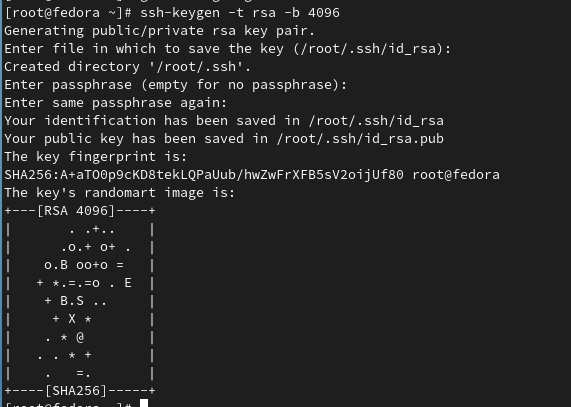 [root@fedora ~]# ssh-keygen -t rsa -b 4096
Generating public/private rsa key pair.
Enter file in which to save the key (/root/.ssh/id_rsa):
Created directory '/root/.ssh'.
Enter passphrase (empty for no passphrase):
Enter same passphrase again:
Your identification has been saved in /root/.ssh/id_rsa
Your public key has been saved in /root/.ssh/id_rsa.pub
The key fingerprint is:
SHA256:A+aTO0p9cKD8tekLQPaUub/hwZwFrXFB5sV2oijUf80 root@fedora
The key's randomart image is:
+---[RSA 4096]----+
|       . .+..    |
|      .o.+ o+ .  |
|    o.B oo+o =   |
|   + *.=.=o . E  |
|    + B.S ..     |
|     + X *       |
|    . * @        |
|   . . * +       |
|    .   =.       |
+----[SHA256]-----+
[root@fedora ~]#